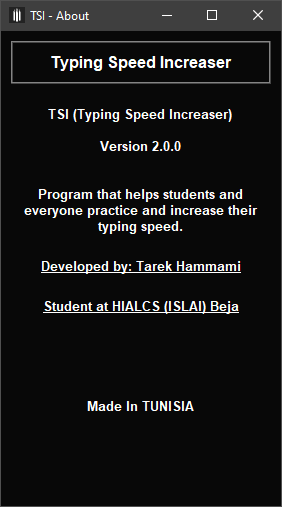 TSI - About
Typing Speed Increaser
TSI (Typing Speed Increaser)
Version 2.0.0
Program that helps students and
everyone practice and increase their
typing speed.
Developed by: Tarek Hammami
Student at HIALCS (ISLAI) Beja
Made In TUNISIA